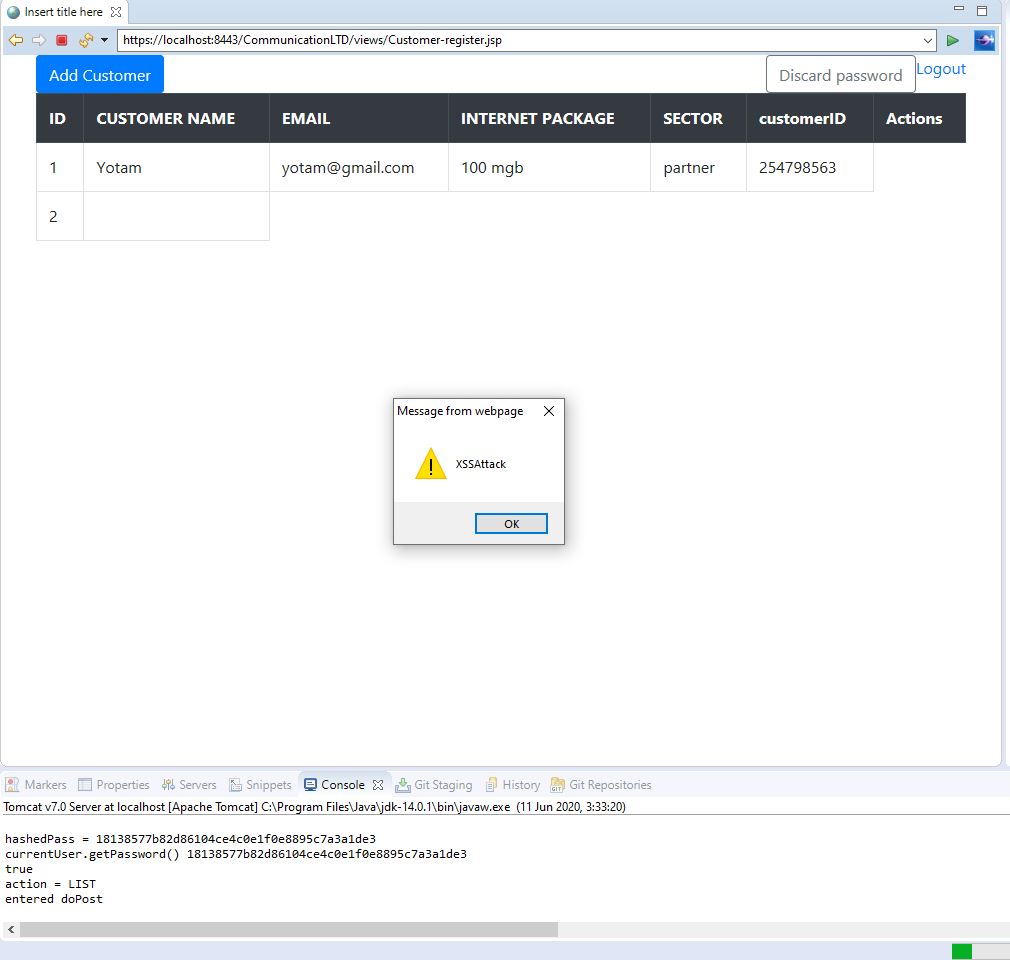 Insert title here
https://localhost:8443/CommunicationLTD/views/Customer-register.jsp
Add Customer Discard password Logout
ID CUSTOMER NAME EMAIL INTERNET PACKAGE SECTOR customerID Actions
1 Yotam yotam@gmail.com 100 mgb partner 254798563
2
Message from webpage
XSSAttack
OK
Markers Properties Servers Snippets Console Git Staging History Git Repositories
Tomcat v7.0 Server at localhost [Apache Tomcat] C:\Program Files\Java\jdk-14.0.1\bin\javaw.exe (11 Jun 2020, 3:33:20)
hashedPass = 18138577b82d86104ce4c0e1f0e8895c7a3a1de3
currentUser.getPassword() 18138577b82d86104ce4c0e1f0e8895c7a3a1de3
true
action = LIST
entered doPost